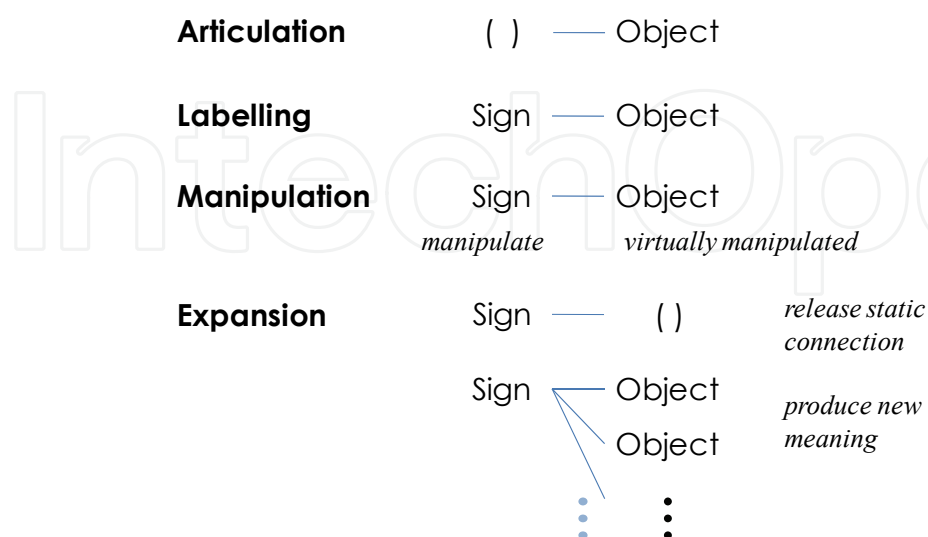 Articulation ( ) Object
Labelling Sign Object
Manipulation Sign Object
manipulate virtually manipulated
Expansion Sign ( ) release static
connection
Sign Object produce new
Object meaning
IntechOpe